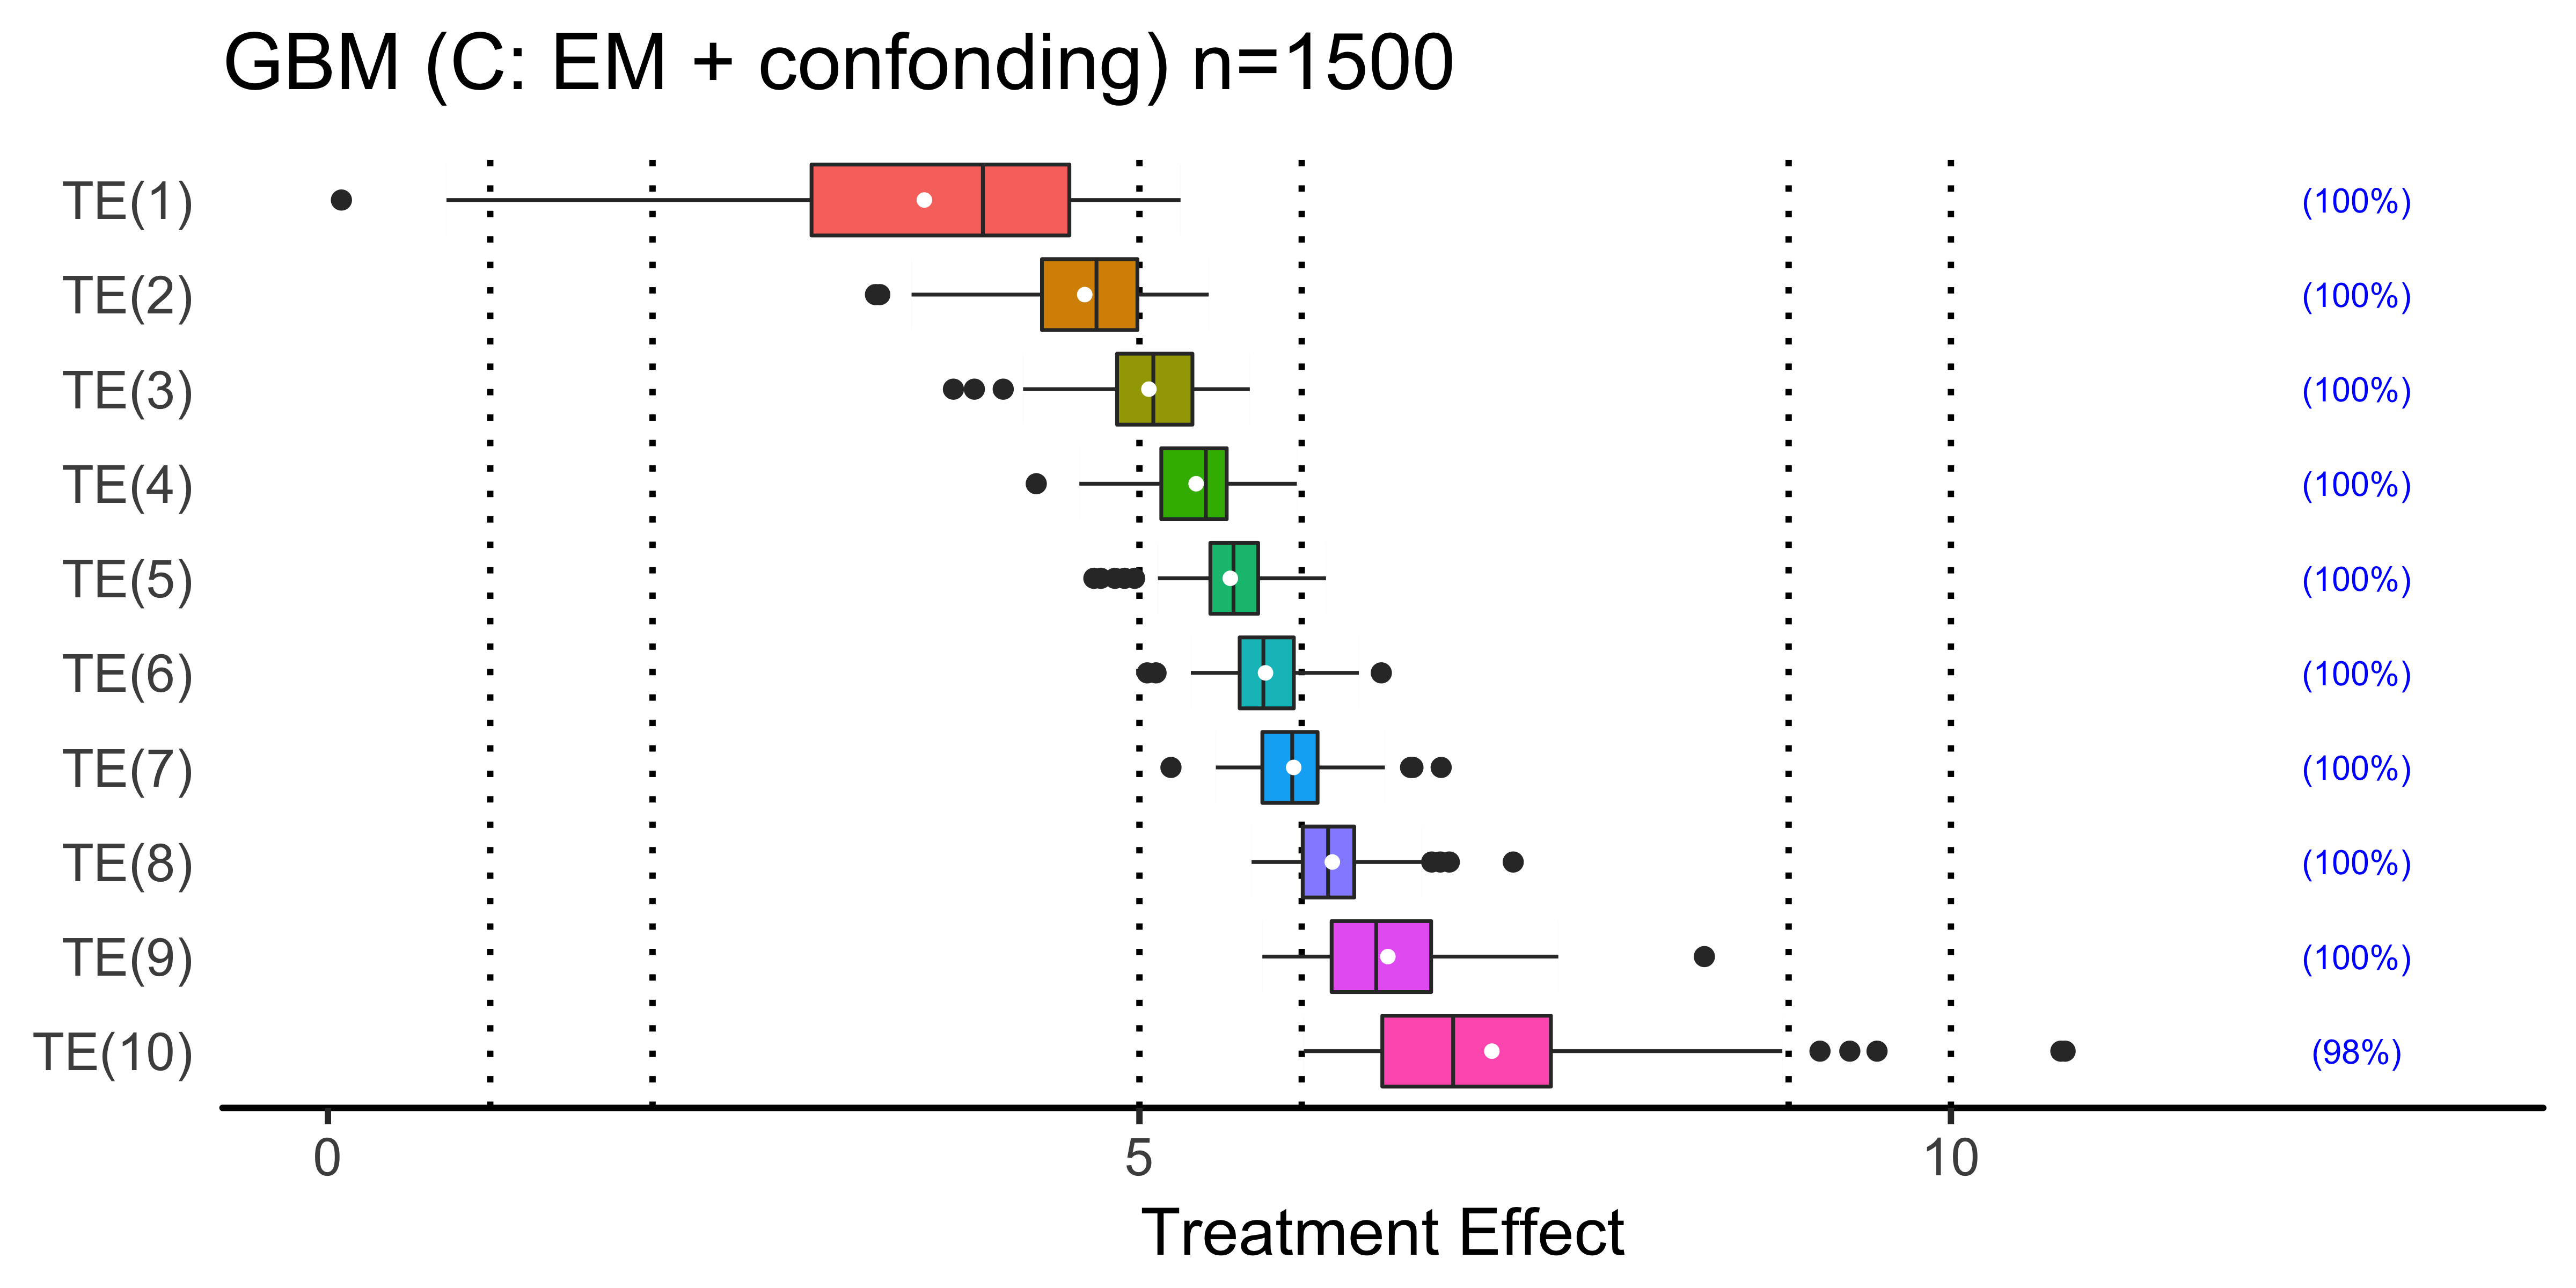 GBM (C: EM + confonding) n=1500
TE(1) (100%)
TE(2) (100%)
TE(3) (100%)
TE(4) (100%)
TE(5) (100%)
TE(6) (100%)
TE(7) (100%)
TE(8) (100%)
TE(9) (100%)
TE(10) (98%)
0 5 10
Treatment Effect